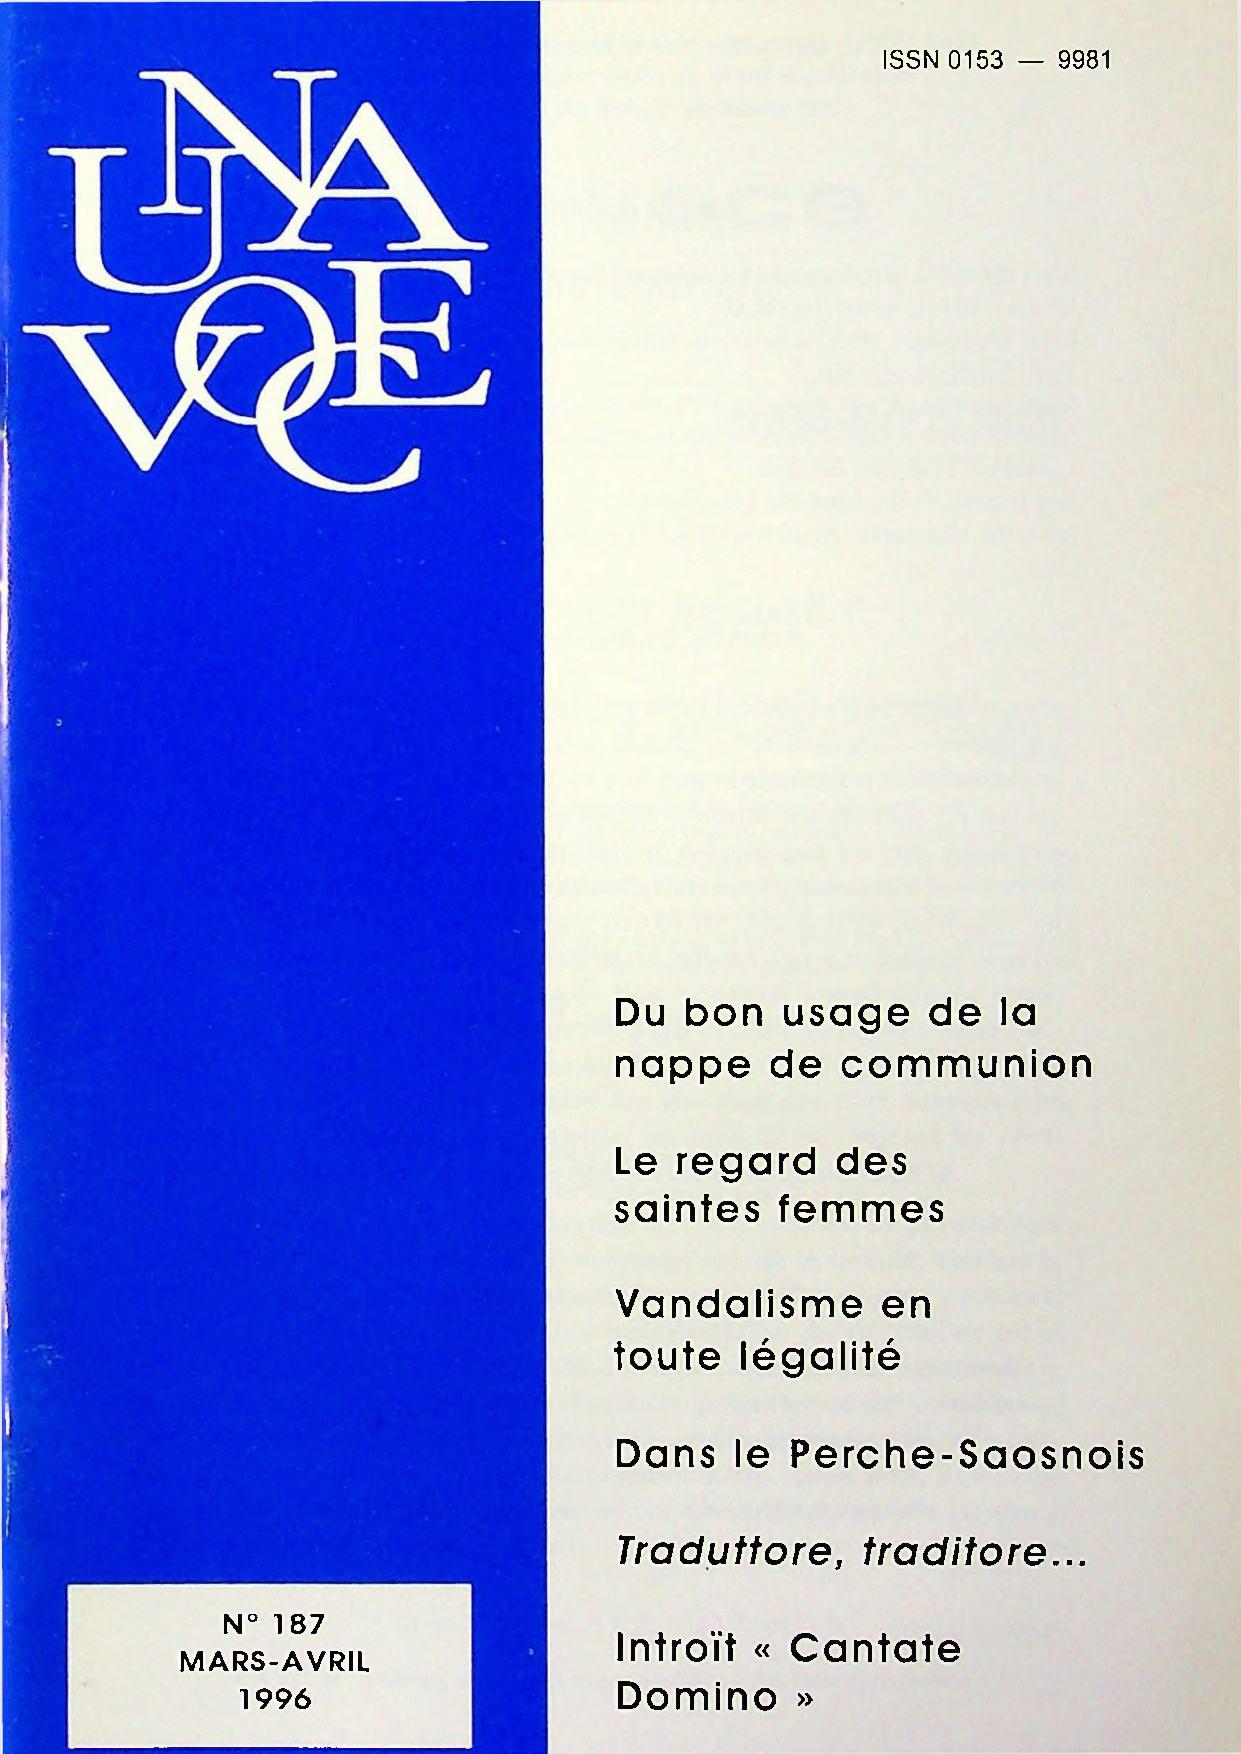 ISSN 0153 — 9981
UNA
VOCE
Du bon usage de la
nappe de communion
Le regard des
saintes femmes
Vandalisme en
toute légalité
Dans le Perche-Saosnois
Traduttore, traditore...
Introït « Cantate
Domino »
N° 187
MARS-AVRIL
1996